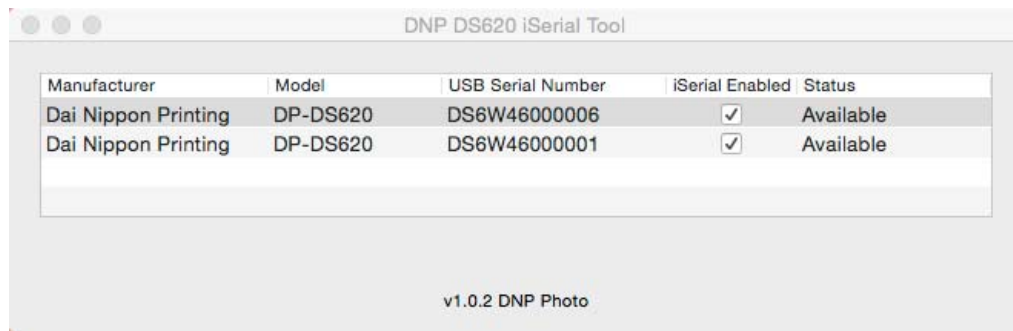 DNP DS620 iSerial Tool
Manufacturer Model USB Serial Number iSerial Enabled Status
Dai Nippon Printing DP-DS620 DS6W46000006 Available
Dai Nippon Printing DP-DS620 DS6W46000001 Available
v1.0.2 DNP Photo